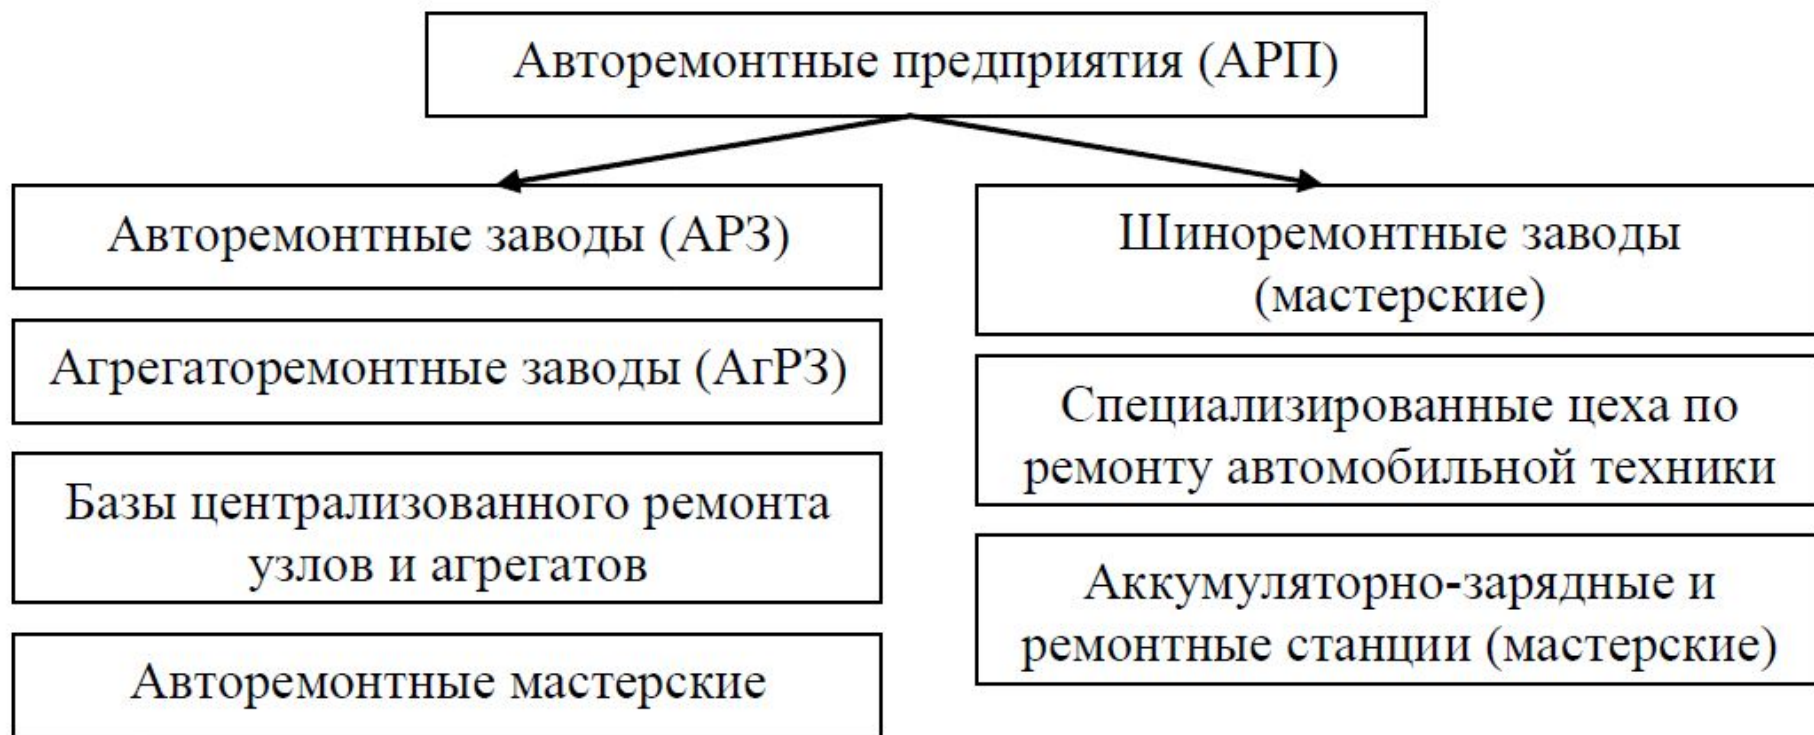 Авторемонтные предприятия (АРП)
Авторемонтные заводы (АРЗ)
Агрегаторемонтные заводы (АгРЗ)
Базы централизованного ремонта
узлов и агрегатов
Авторемонтные мастерские
Шиноремонтные заводы
(мастерские)
Специализированные цеха по
ремонту автомобильной техники
Аккумуляторно-зарядные и
ремонтные станции (мастерские)